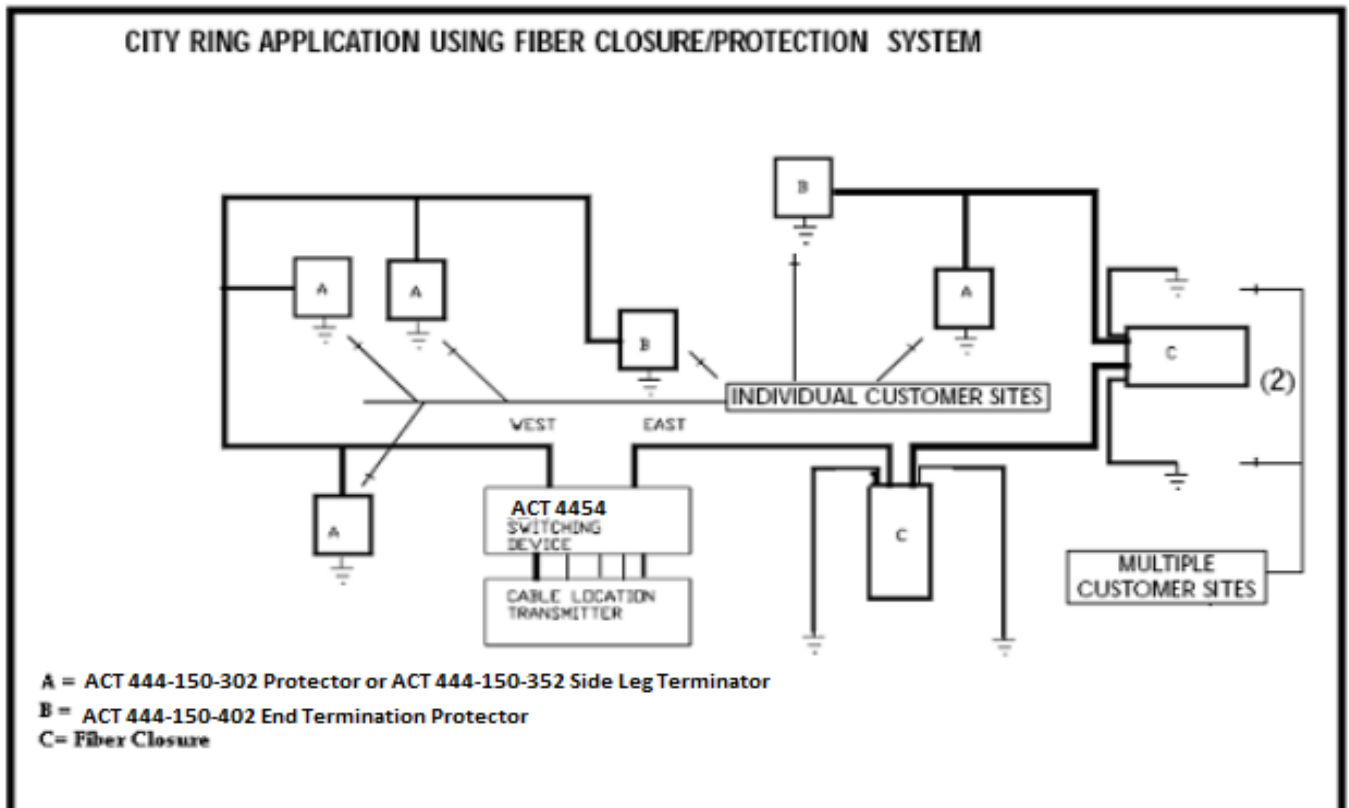 CITY RING APPLICATION USING FIBER CLOSURE/PROTECTION SYSTEM
B
A
A
A
B
C
(2)
INDIVIDUAL CUSTOMER SITES
WEST
EAST
A
ACT 4454
SWITCHING
DEVICE
C
CABLE LOCATION
TRANSMITTER
MULTIPLE
CUSTOMER SITES
A = ACT 444-150-302 Protector or ACT 444-150-352 Side Leg Terminator
B = ACT 444-150-402 End Termination Protector
C= Fiber Closure